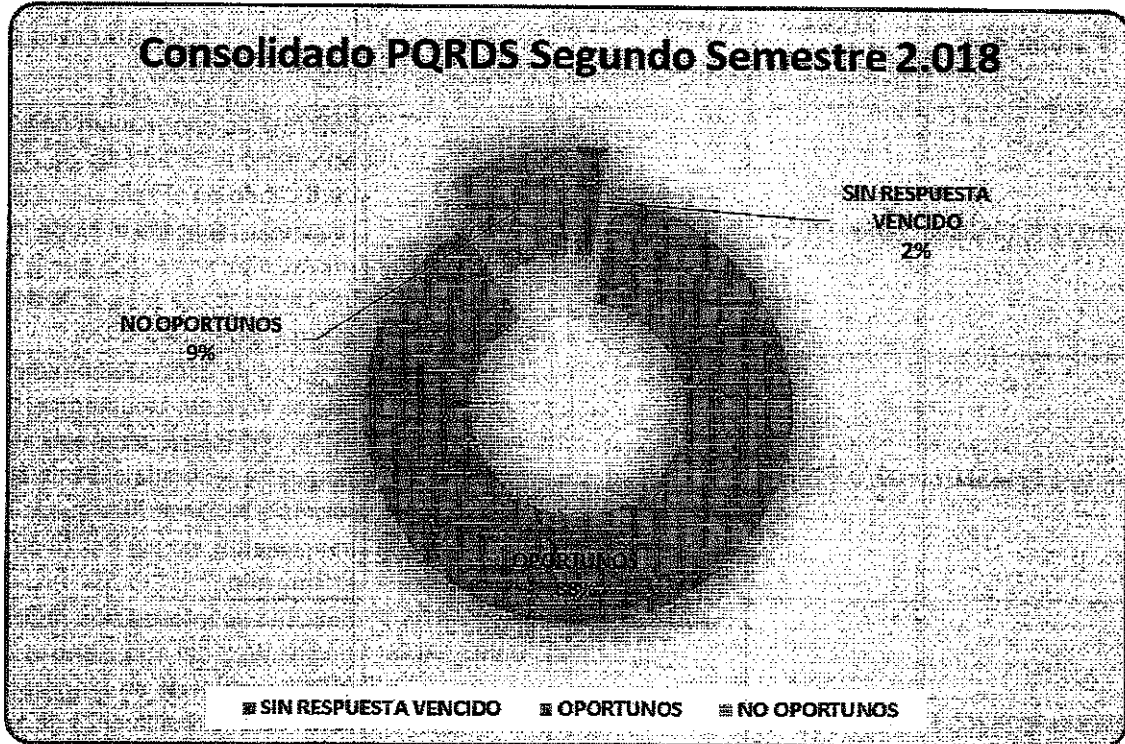 Consolidado PQRDS Segundo Semestre 2.018
SIN RESPUESTA
VENCIDO
2%
NO OPORTUNOS
9%
OPORTUNOS
SIN RESPUESTA VENCIDO OPORTUNOS NO OPORTUNOS